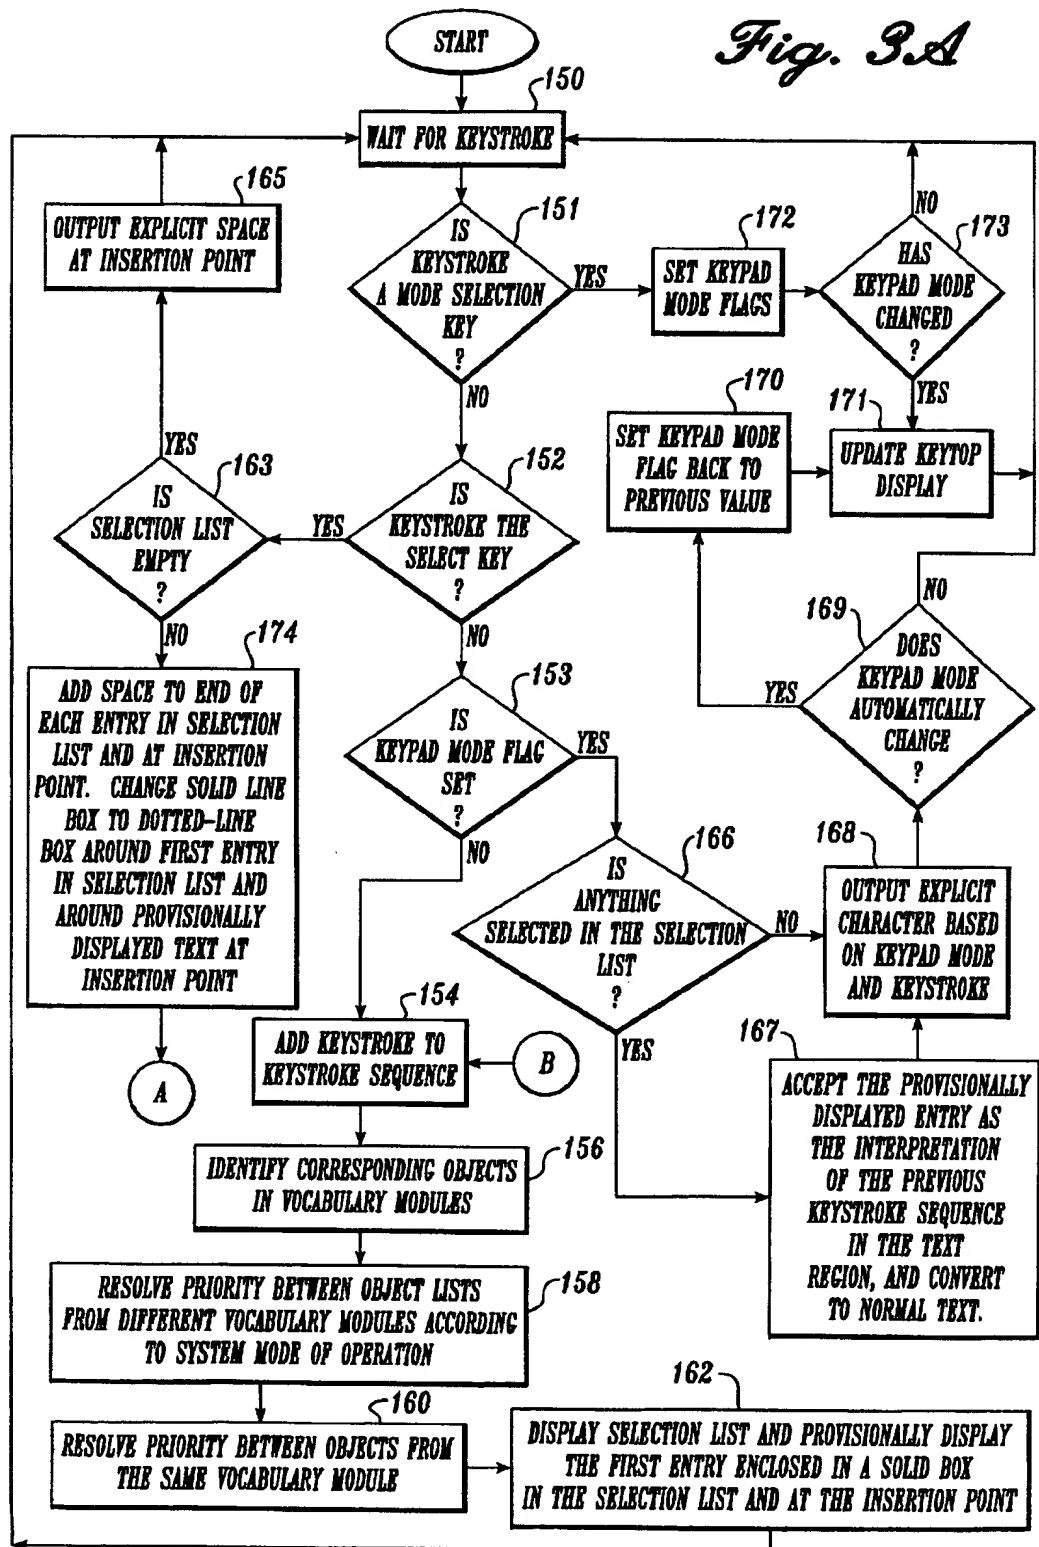 Fig. 3A
START
150
WAIT FOR KEYSTROKE
165
OUTPUT EXPLICIT SPACE
AT INSERTION POINT
151
IS
KEYSTROKE
A MODE SELECTION
KEY
?
YES
NO
172
SET KEYPAD
MODE FLAGS
NO
173
HAS
KEYPAD MODE
CHANGED
?
YES
170
SET KEYPAD MODE
FLAG BACK TO
PREVIOUS VALUE
171
UPDATE KEYTOP
DISPLAY
YES
163
IS
SELECTION LIST
EMPTY
?
NO
152
IS
KEYSTROKE THE
SELECT KEY
?
YES
NO
169
NO
DOES
KEYPAD MODE
AUTOMATICALLY
CHANGE
?
YES
174
ADD SPACE TO END OF
EACH ENTRY IN SELECTION
LIST AND AT INSERTION
POINT. CHANGE SOLID LINE
BOX TO DOTTED-LINE
BOX AROUND FIRST ENTRY
IN SELECTION LIST AND
AROUND PROVISIONALLY
DISPLAYED TEXT AT
INSERTION POINT
A
153
IS
KEYPAD MODE FLAG
SET
?
YES
NO
166
IS
ANYTHING
SELECTED IN THE SELECTION
LIST
?
NO
YES
168
OUTPUT EXPLICIT
CHARACTER BASED
ON KEYPAD MODE
AND KEYSTROKE
154
ADD KEYSTROKE TO
KEYSTROKE SEQUENCE
B
167
ACCEPT THE PROVISIONALLY
DISPLAYED ENTRY AS
THE INTERPRETATION
OF THE PREVIOUS
KEYSTROKE SEQUENCE
IN THE TEXT
REGION, AND CONVERT
TO NORMAL TEXT.
156
IDENTIFY CORRESPONDING OBJECTS
IN VOCABULARY MODULES
158
RESOLVE PRIORITY BETWEEN OBJECT LISTS
FROM DIFFERENT VOCABULARY MODULES ACCORDING
TO SYSTEM MODE OF OPERATION
160
RESOLVE PRIORITY BETWEEN OBJECTS FROM
THE SAME VOCABULARY MODULE
162
DISPLAY SELECTION LIST AND PROVISIONALLY DISPLAY
THE FIRST ENTRY ENCLOSED IN A SOLID BOX
IN THE SELECTION LIST AND AT THE INSERTION POINT